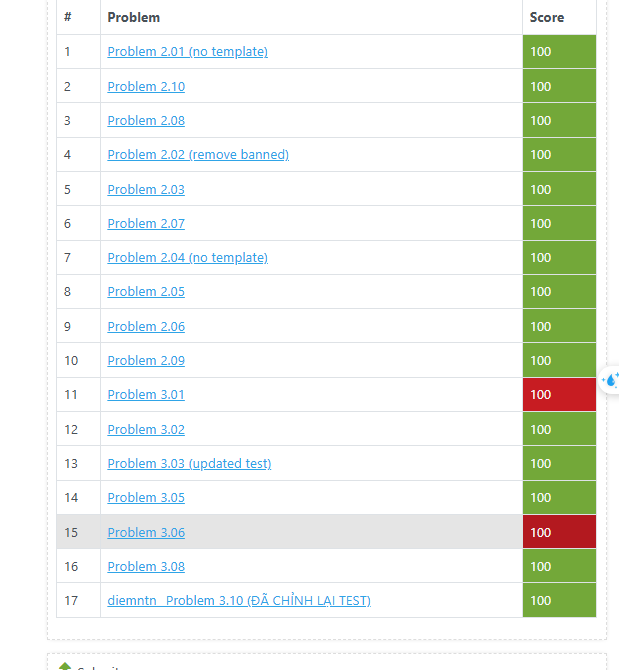 # Problem Score
1 Problem 2.01 (no template) 100
2 Problem 2.10 100
3 Problem 2.08 100
4 Problem 2.02 (remove banned) 100
5 Problem 2.03 100
6 Problem 2.07 100
7 Problem 2.04 (no template) 100
8 Problem 2.05 100
9 Problem 2.06 100
10 Problem 2.09 100
11 Problem 3.01 100
12 Problem 3.02 100
13 Problem 3.03 (updated test) 100
14 Problem 3.05 100
15 Problem 3.06 100
16 Problem 3.08 100
17 diemntn_ Problem 3.10 (ĐÃ CHỈNH LẠI TEST) 100